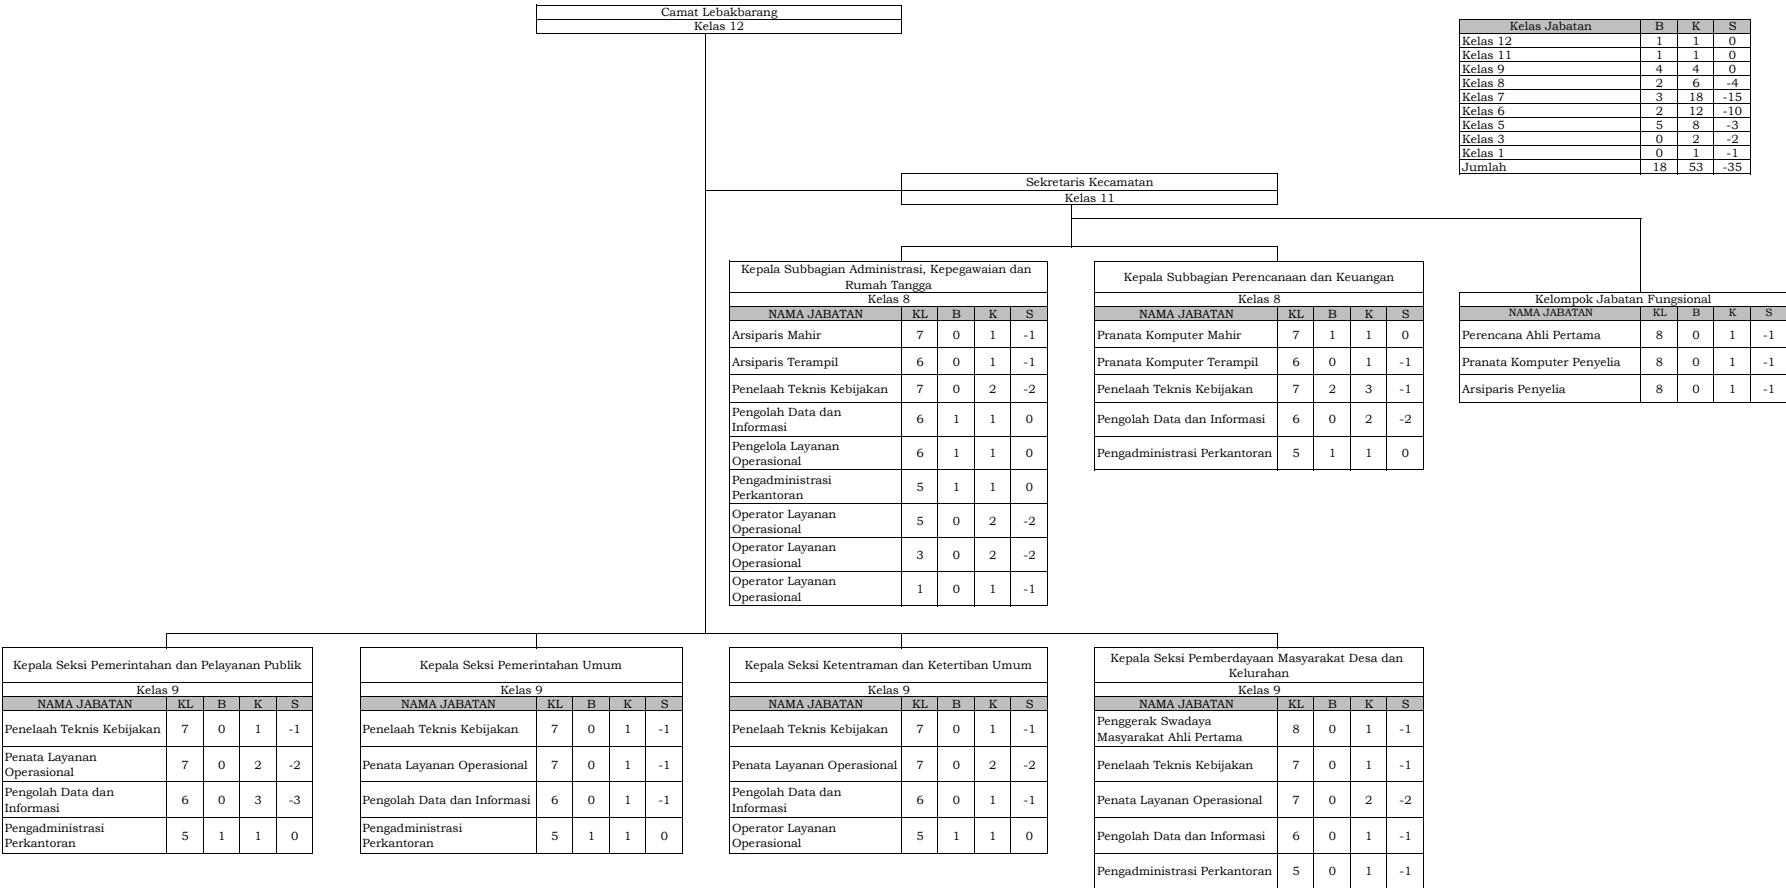 Camat Lebakbarang
Kelas 12
Kelas Jabatan B K S
Kelas 12 1 1 0
Kelas 11 1 1 0
Kelas 9 4 4 0
Kelas 8 2 6 -4
Kelas 7 3 18 -15
Kelas 6 2 12 -10
Kelas 5 5 8 -3
Kelas 3 0 2 -2
Kelas 1 0 1 -1
Jumlah 18 53 -35
Sekretaris Kecamatan
Kelas 11
Kepala Subbagian Administrasi, Kepegawaian dan
Rumah Tangga
Kelas 8
NAMA JABATAN KL B K S
Arsiparis Mahir 7 0 1 -1
Arsiparis Terampil 6 0 1 -1
Penelaah Teknis Kebijakan 7 0 2 -2
Pengolah Data dan
Informasi 6 1 1 0
Pengelola Layanan
Operasional 6 1 1 0
Pengadministrasi
Perkantoran 5 1 1 0
Operator Layanan
Operasional 5 0 2 -2
Operator Layanan
Operasional 3 0 2 -2
Operator Layanan
Operasional 1 0 1 -1
Kepala Subbagian Perencanaan dan Keuangan
Kelas 8
NAMA JABATAN KL B K S
Pranata Komputer Mahir 7 1 1 0
Pranata Komputer Terampil 6 0 1 -1
Penelaah Teknis Kebijakan 7 2 3 -1
Pengolah Data dan Informasi 6 0 2 -2
Pengadministrasi Perkantoran 5 1 1 0
Kelompok Jabatan Fungsional
NAMA JABATAN KL B K S
Perencana Ahli Pertama 8 0 1 -1
Pranata Komputer Penyelia 8 0 1 -1
Arsiparis Penyelia 8 0 1 -1
Kepala Seksi Pemerintahan dan Pelayanan Publik
Kelas 9
NAMA JABATAN KL B K S
Penelaah Teknis Kebijakan 7 0 1 -1
Penata Layanan
Operasional 7 0 2 -2
Pengolah Data dan
Informasi 6 0 3 -3
Pengadministrasi
Perkantoran 5 1 1 0
Kepala Seksi Pemerintahan Umum
Kelas 9
NAMA JABATAN KL B K S
Penelaah Teknis Kebijakan 7 0 1 -1
Penata Layanan Operasional 7 0 1 -1
Pengolah Data dan Informasi 6 0 1 -1
Pengadministrasi
Perkantoran 5 1 1 0
Kepala Seksi Ketentraman dan Ketertiban Umum
Kelas 9
NAMA JABATAN KL B K S
Penelaah Teknis Kebijakan 7 0 1 -1
Penata Layanan Operasional 7 0 2 -2
Pengolah Data dan
Informasi 6 0 1 -1
Operator Layanan
Operasional 5 1 1 0
Kepala Seksi Pemberdayaan Masyarakat Desa dan
Kelurahan
Kelas 9
NAMA JABATAN KL B K S
Penggerak Swadaya
Masyarakat Ahli Pertama 8 0 1 -1
Penelaah Teknis Kebijakan 7 0 1 -1
Penata Layanan Operasional 7 0 2 -2
Pengolah Data dan Informasi 6 0 1 -1
Pengadministrasi Perkantoran 5 0 1 -1